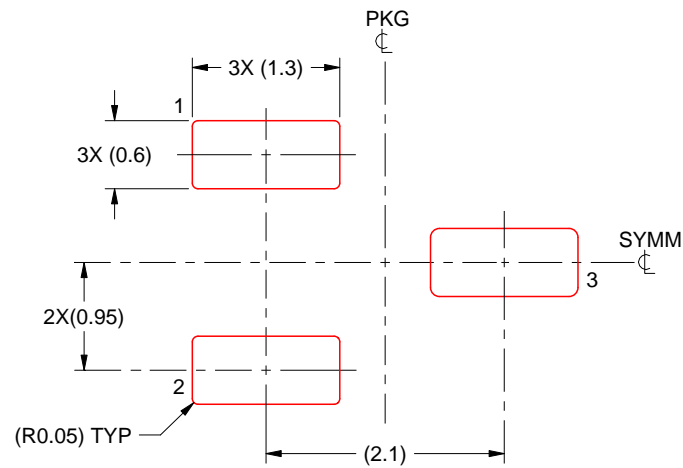 PKG
℄
3X (1.3)
1
3X (0.6)
SYMM
℄
3
2X(0.95)
2
(R0.05) TYP
(2.1)